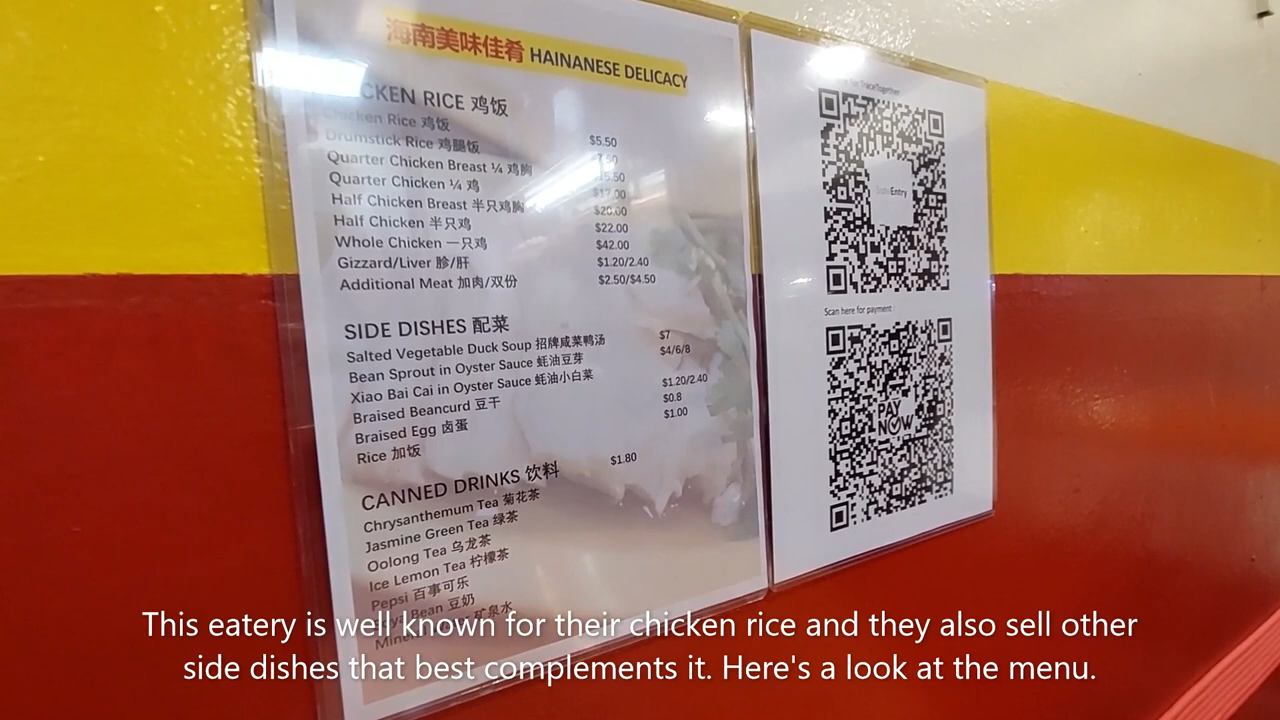 海南美味佳肴 HAINANESE DELICACY
CKEN RICE 鸡饭
Chicken Rice 鸡饭
Drumstick Rice 鸡腿饭 $5.50
Quarter Chicken Breast ¼ 鸡胸
Quarter Chicken ¼ 鸡
Half Chicken Breast 半只鸡胸 $20.00
Half Chicken 半只鸡 $22.00
Whole Chicken 一只鸡 $42.00
Gizzard/Liver 胗/肝 $1.20/2.40
Additional Meat 加肉/双份 $2.50/$4.50
SIDE DISHES 配菜
Salted Vegetable Duck Soup 招牌咸菜鸭汤 $7
Bean Sprout in Oyster Sauce 蚝油豆芽 $4/6/8
Xiao Bai Cai in Oyster Sauce 蚝油小白菜
Braised Beancurd 豆干 $1.20/2.40
Braised Egg 卤蛋 $0.8
Rice 加饭 $1.00
CANNED DRINKS 饮料 $1.80
Chrysanthemum Tea 菊花茶
Jasmine Green Tea 绿茶
Oolong Tea 乌龙茶
Ice Lemon Tea 柠檬茶
Pepsi 百事可乐
Bean 豆奶
矿泉水
TraceTogether
Entry
Scan here for payment
PAY
NOW
This eatery is well known for their chicken rice and they also sell other
side dishes that best complements it. Here's a look at the menu.